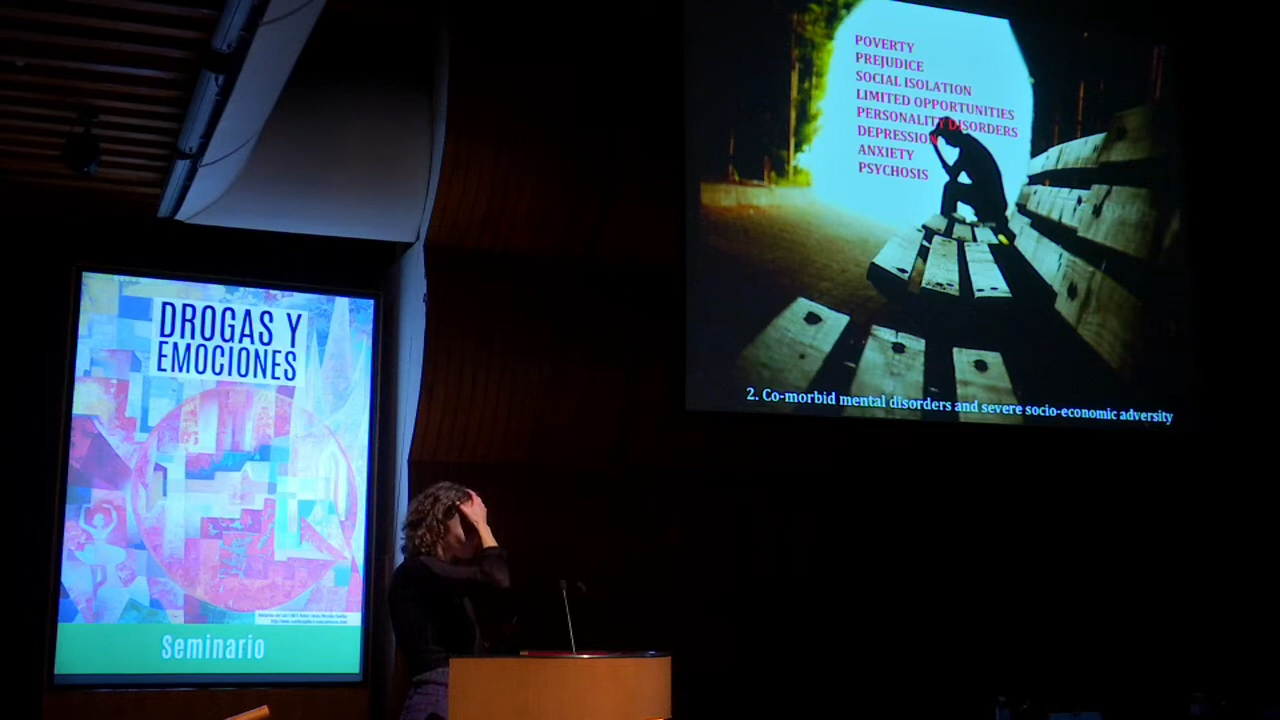 DROGAS Y
EMOCIONES
Seminario
POVERTY
PREJUDICE
SOCIAL ISOLATION
LIMITED OPPORTUNITIES
PERSONALITY DISORDERS
DEPRESSION
ANXIETY
PSYCHOSIS
2. Co-morbid mental disorders and severe socio-economic adversity